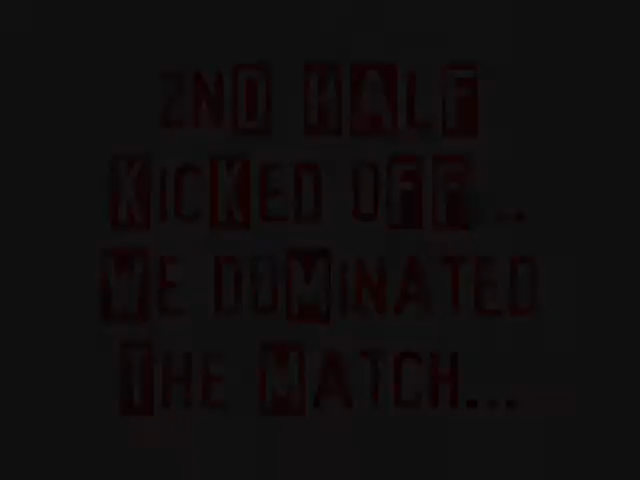 2ND HALF
KICKED OFF...
WE DOMINATED
THE MATCH...